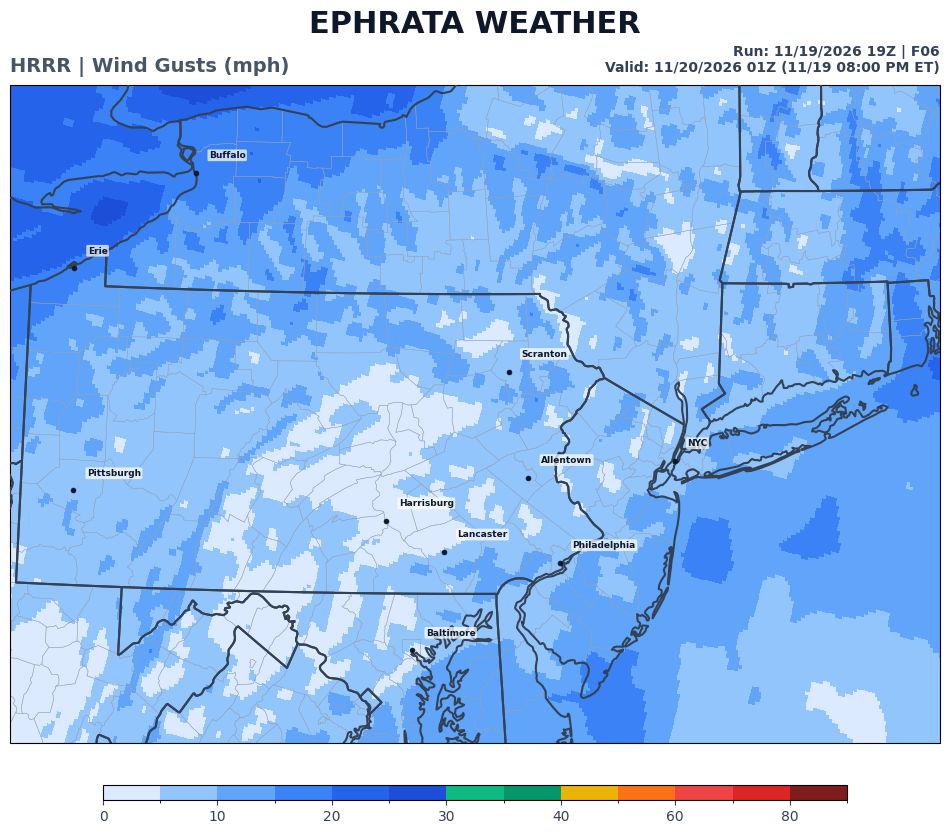 EPHRATA WEATHER
HRRR | Wind Gusts (mph)
Run: 11/19/2026 19Z | F06
Valid: 11/20/2026 01Z (11/19 08:00 PM ET)
Buffalo
Erie
Scranton
NYC
Allentown
Pittsburgh
Harrisburg
Lancaster
Philadelphia
Baltimore
0 10 20 30 40 50 60 70 80